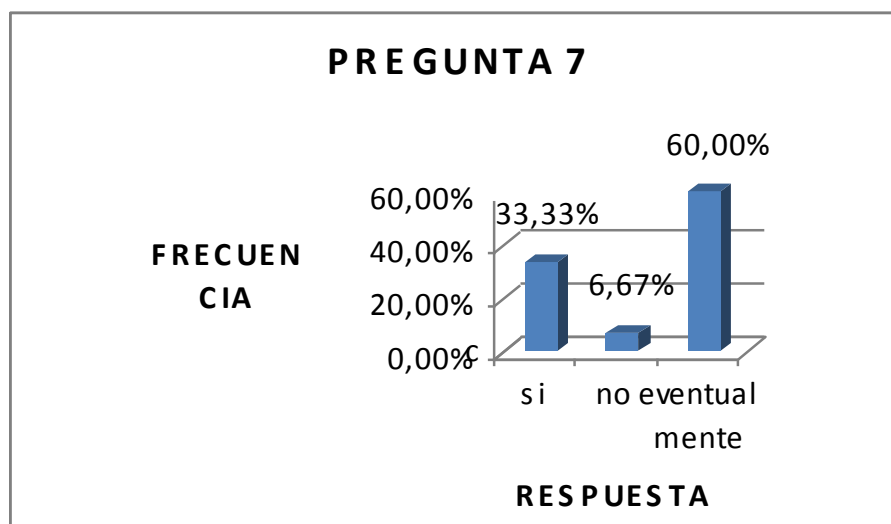 PREGUNTA 7
60,00%
60,00%
33,33%
FRECUEN
CIA
40,00%
20,00%
6,67%
0,00%
c
si
no
eventual
mente
RESPUESTA